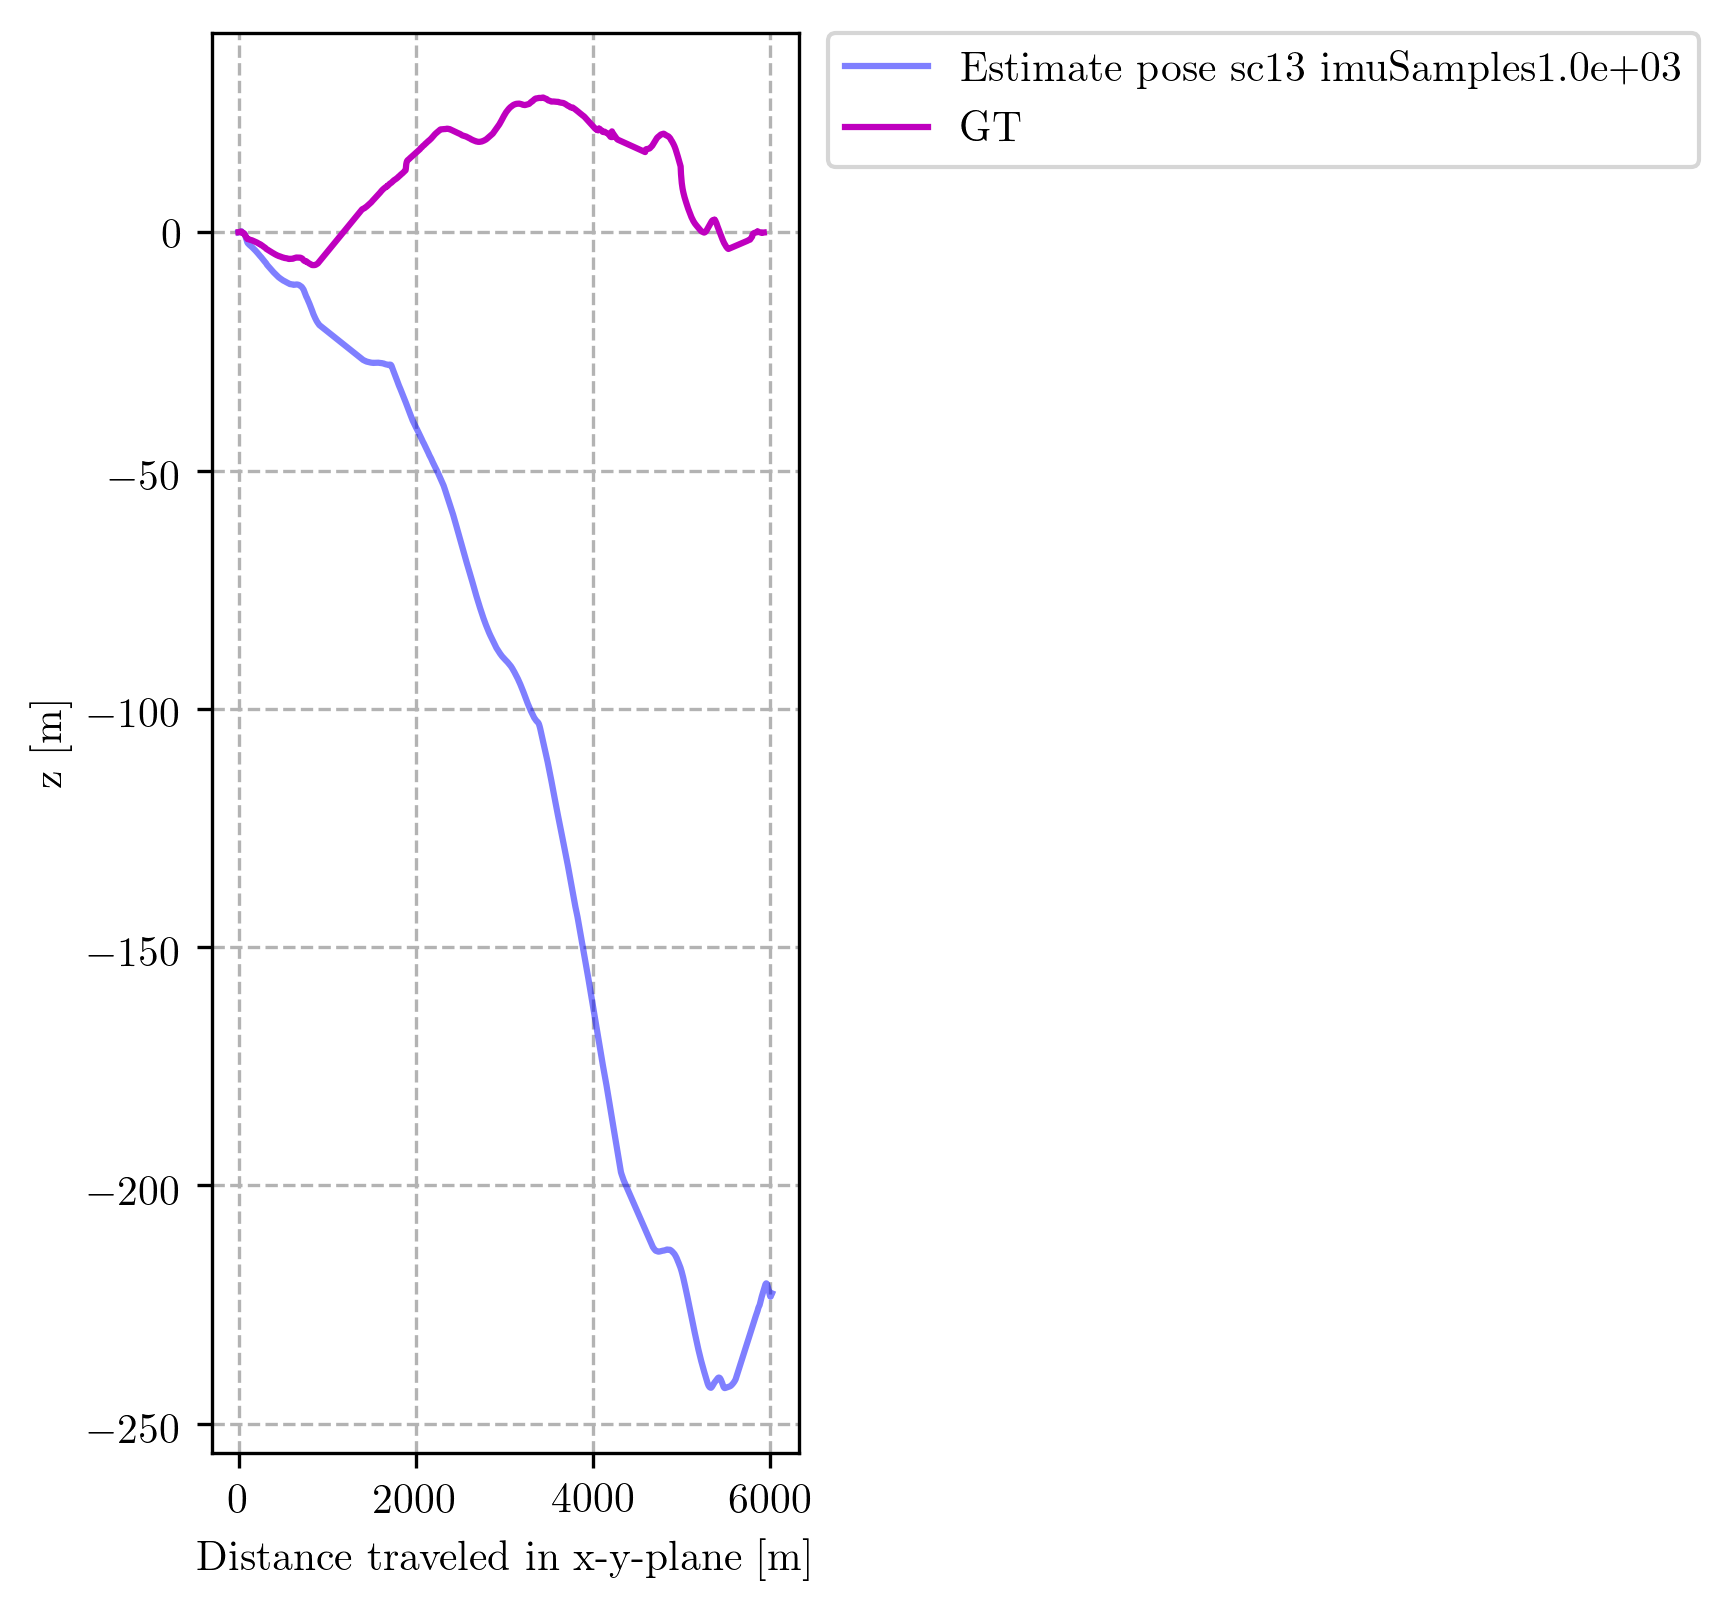 Estimate pose sc13 imuSamples1.0e+03
GT
0
−50
−100
−150
−200
−250
z [m]
0 2000 4000 6000
Distance traveled in x-y-plane [m]